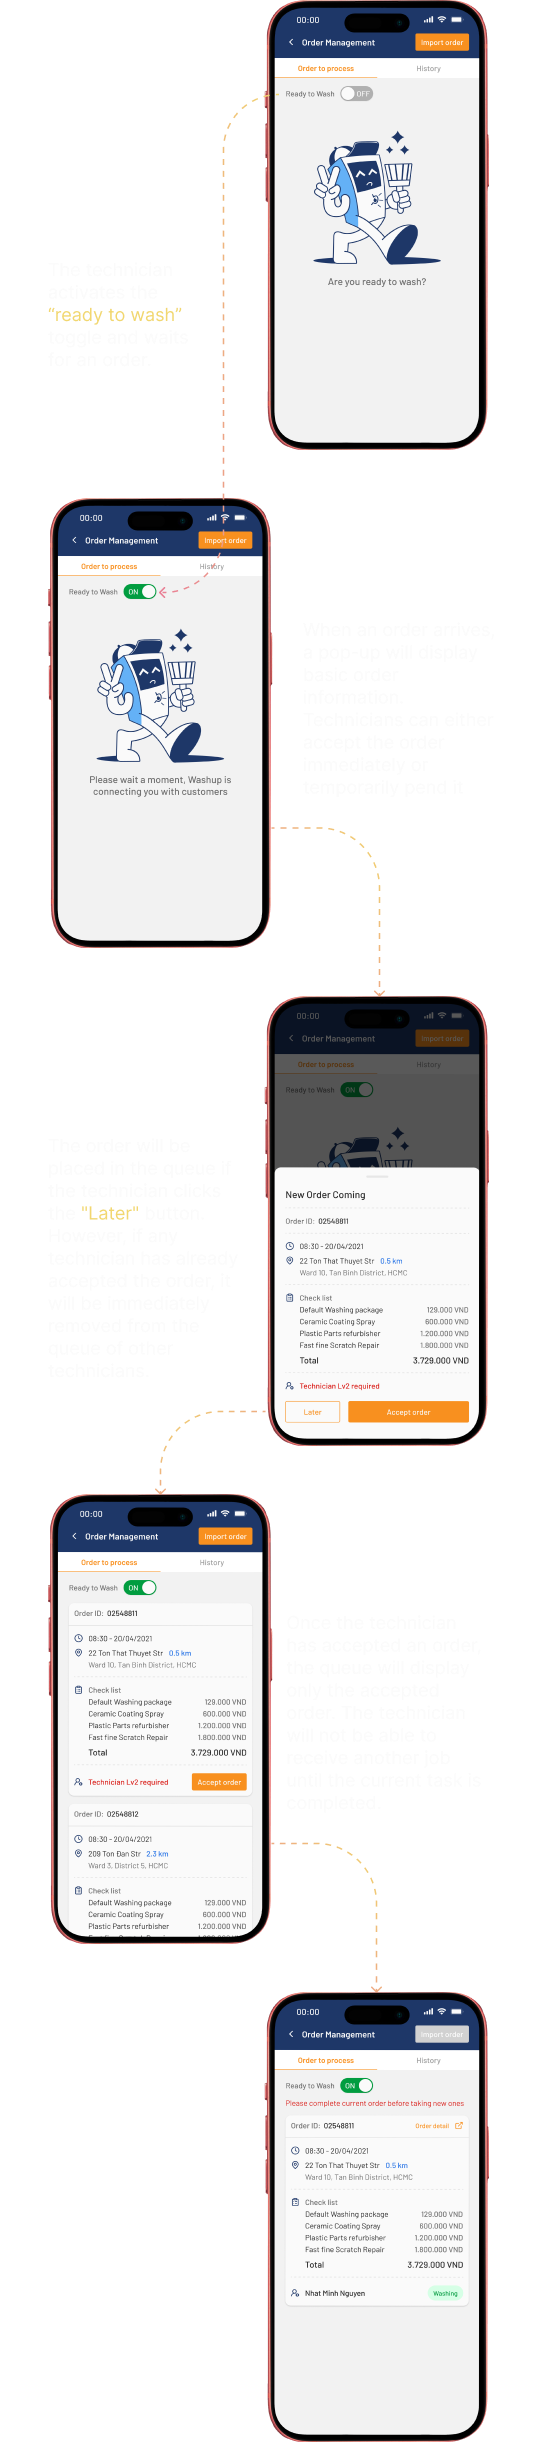 00:00
Order Management
Import order
Order to process
History
Ready to Wash
OFF
Are you ready to wash?
The technician
activates the
“ready to wash”
toggle and waits
for an order
00:00
Order Management
Import order
Order to process
History
Ready to Wash
ON
Please wait a moment, Washup is
connecting you with customers
When an order arrives,
a pop-up will display
basic order
information.
Technicians can either
accept the order
immediately or
temporarily pend it
00:00
Order Management
Import order
Order to process
History
Ready to Wash
ON
New Order Coming
Order ID: 02548811
08:30 - 20/04/2021
22 Ton That Thuyet Str 0.5 km
Ward 10, Tan Binh District, HCMC
Check list
Default Washing package 129.000 VND
Ceramic Coating Spray 600.000 VND
Plastic Parts refurbisher 1.200.000 VND
Fast fine Scratch Repair 1.800.000 VND
Total 3.729.000 VND
Technician Lv2 required
Later
Accept order
The order will be
placed in the queue if
the technician clicks
the "Later" button.
However, if any
technician has already
the order, it
will be immediately
removed from the
queue of other
technicians
00:00
Order Management
Import order
Order to process
History
Ready to Wash
ON
Order ID: 02548811
08:30 - 20/04/2021
22 Ton That Thuyet Str 0.5 km
Ward 10, Tan Binh District, HCMC
Check list
Default Washing package 129.000 VND
Ceramic Coating Spray 600.000 VND
Plastic Parts refurbisher 1.200.000 VND
Fast fine Scratch Repair 1.800.000 VND
Total 3.729.000 VND
Technician Lv2 required
Accept order
Order ID: 02548812
08:30 - 20/04/2021
209 Ton Đan Str 2.3 km
Ward 3, District 5, HCMC
Check list
Default Washing package 129.000 VND
Ceramic Coating Spray 600.000 VND
Plastic Parts refurbisher 1.200.000 VND
Once the technician
has accepted an order,
the queue will display
only the accepted
order. The technician
will not be able to
receive another job
until the current task is
completed
00:00
Order Management
Import order
Order to process
History
Ready to Wash
ON
Please complete current order before taking new ones
Order ID: 02548811
Order detail
08:30 - 20/04/2021
22 Ton That Thuyet Str 0.5 km
Ward 10, Tan Binh District, HCMC
Check list
Default Washing package 129.000 VND
Ceramic Coating Spray 600.000 VND
Plastic Parts refurbisher 1.200.000 VND
Fast fine Scratch Repair 1.800.000 VND
Total 3.729.000 VND
Nhat Minh Nguyen
Washing